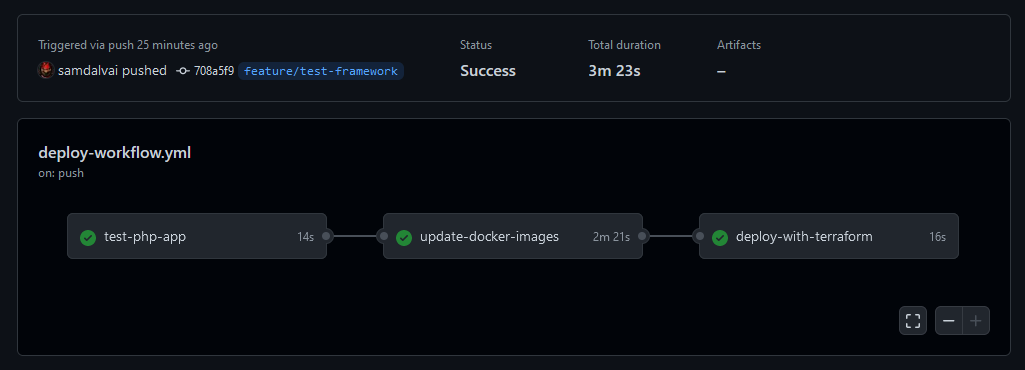 Triggered via push 25 minutes ago
samdalvai pushed 708a5f9 feature/test-framework
Status
Success
Total duration
3m 23s
Artifacts
–
deploy-workflow.yml
on: push
test-php-app 14s
update-docker-images 2m 21s
deploy-with-terraform 16s